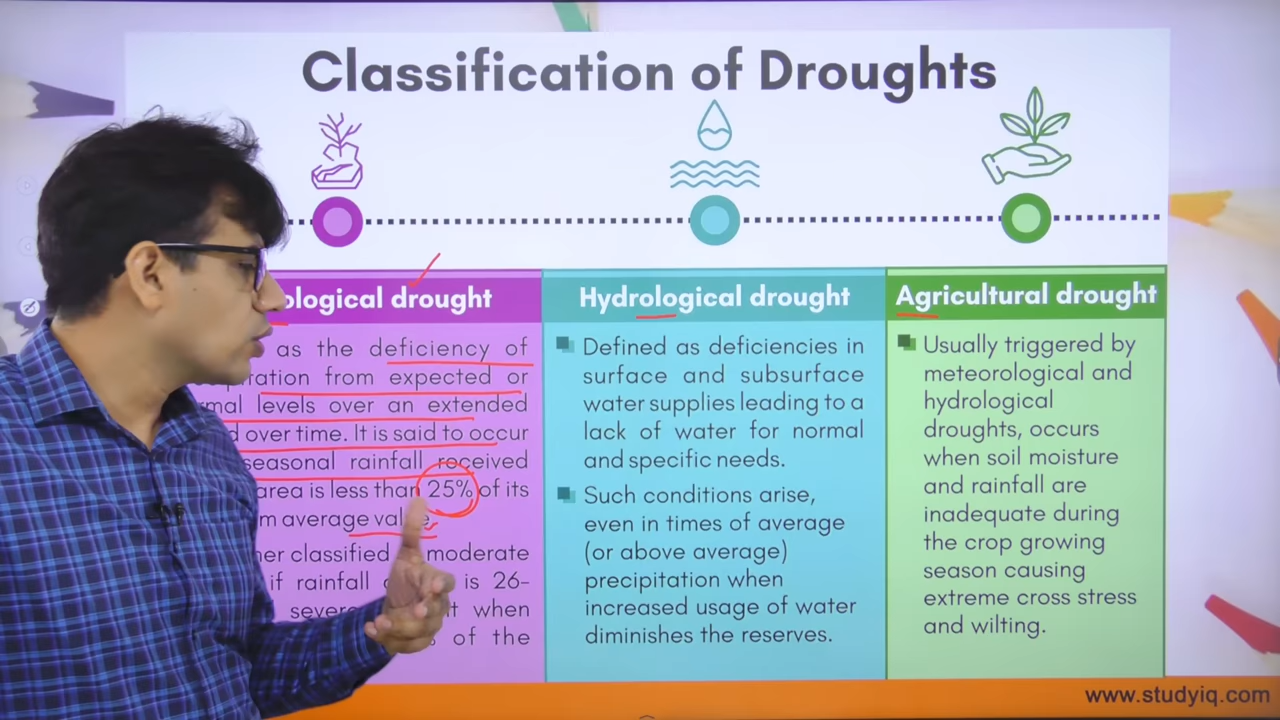 Classification of Droughts
ological drought
as the deficiency of
itation from expected or
mal levels over an extended
d over time. It is said to occur
seasonal rainfall received
area is less than 25% of its
m average value.
her classified moderate
if rainfall is 26-
severe when
of the
Hydrological drought
Defined as deficiencies in
surface and subsurface
water supplies leading to a
lack of water for normal
and specific needs.
Such conditions arise,
even in times of average
(or above average)
precipitation when
increased usage of water
diminishes the reserves.
Agricultural drought
Usually triggered by
meteorological and
hydrological
droughts, occurs
when soil moisture
and rainfall are
inadequate during
the crop growing
season causing
extreme cross stress
and wilting.
www.studyiq.com